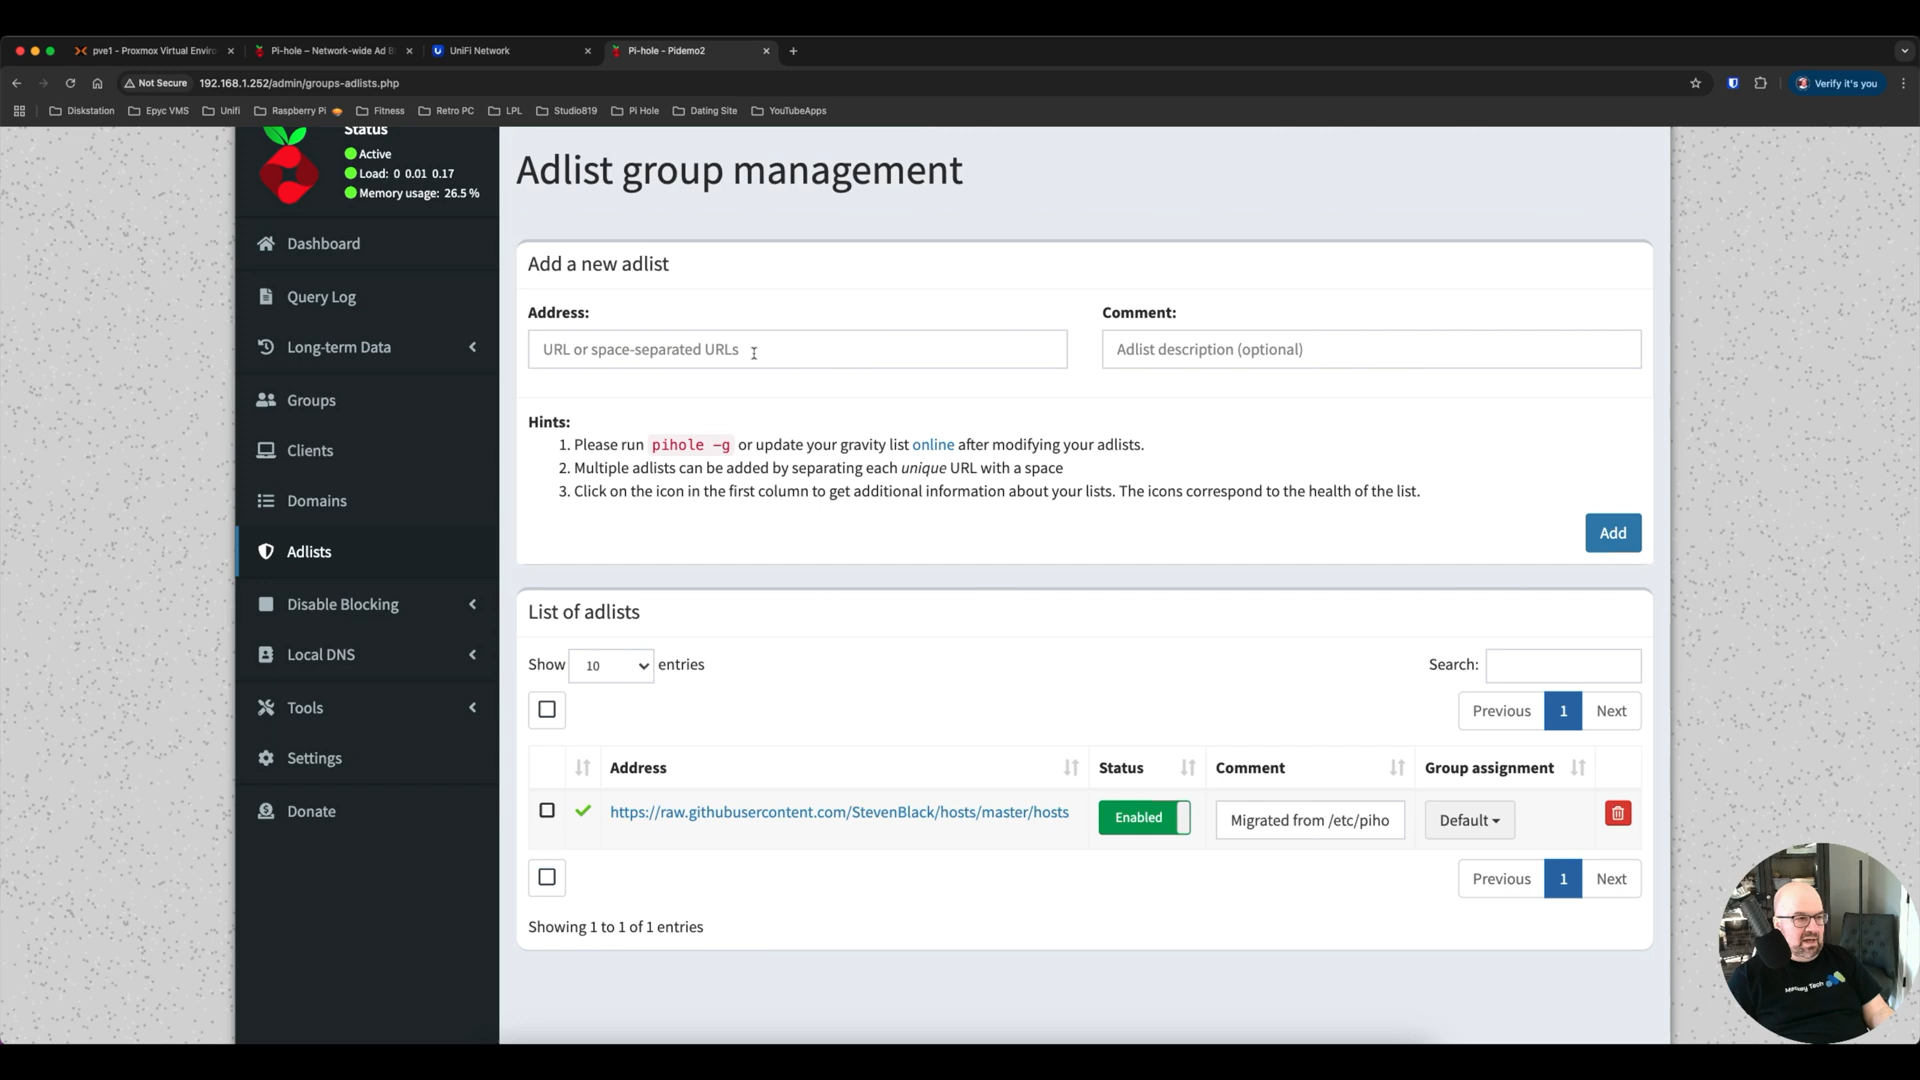 pve1 - Proxmox Virtual Enviro
Pi-hole – Network-wide Ad B
UniFi Network
Pi-hole - Pidemo2
Not Secure
192.168.1.252/admin/groups-adlists.php
Verify it's you
Diskstation
Epyc VMS
Unifi
Raspberry Pi
Fitness
Retro PC
LPL
Studio819
Pi Hole
Dating Site
YouTubeApps
Status
Active
Load: 0 0.01 0.17
Memory usage: 26.5 %
Dashboard
Query Log
Long-term Data
Groups
Clients
Domains
Adlists
Disable Blocking
Local DNS
Tools
Settings
Donate
Adlist group management
Add a new adlist
Address:
Comment:
URL or space-separated URLs
Adlist description (optional)
Hints:
1. Please run pihole -g or update your gravity list online after modifying your adlists.
2. Multiple adlists can be added by separating each unique URL with a space
3. Click on the icon in the first column to get additional information about your lists. The icons correspond to the health of the list.
Add
List of adlists
Show 10 entries
Search:
Previous 1 Next
Address Status Comment Group assignment
https://raw.githubusercontent.com/StevenBlack/hosts/master/hosts Enabled Migrated from /etc/piho Default
Previous 1 Next
Showing 1 to 1 of 1 entries